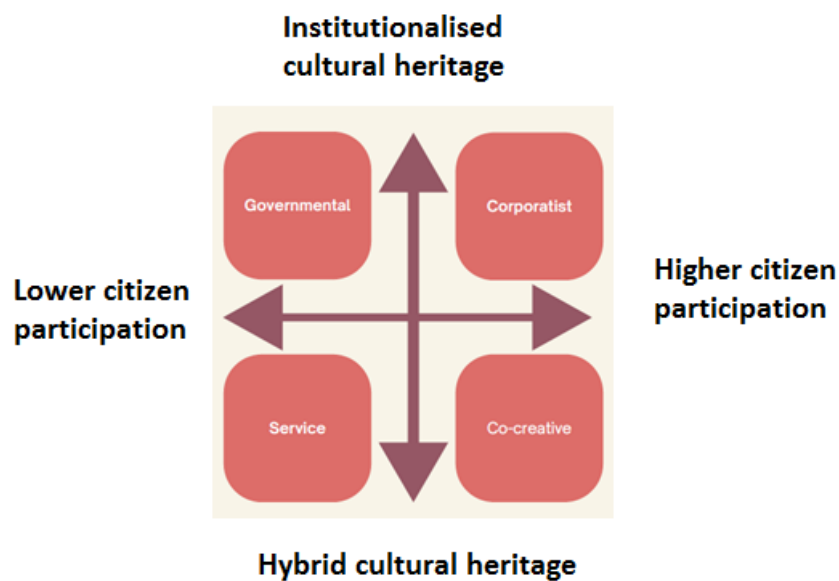 Institutionalised
cultural heritage
Governmental
Corporatist
Lower citizen
participation
Higher citizen
participation
Service
Co-creative
Hybrid cultural heritage